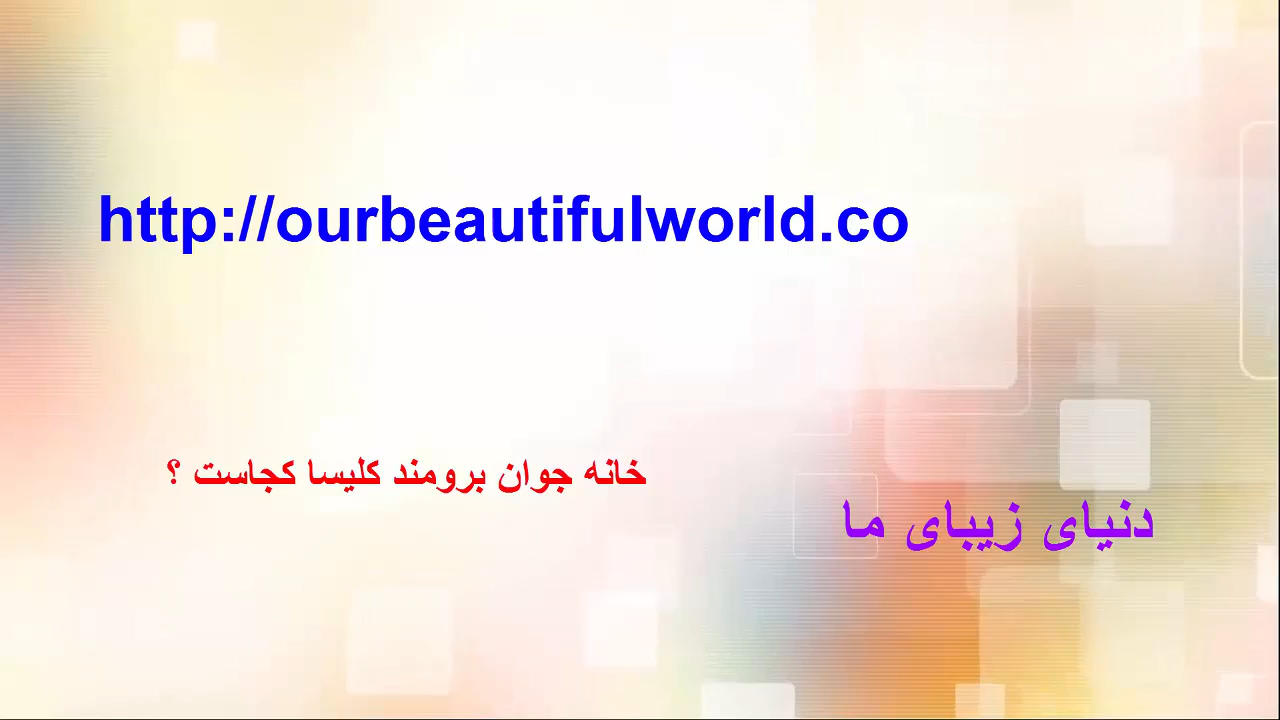 http://ourbeautifulworld.co
خانه جوان برومند کلیسا کجاست ؟
دنیای زیبای ما